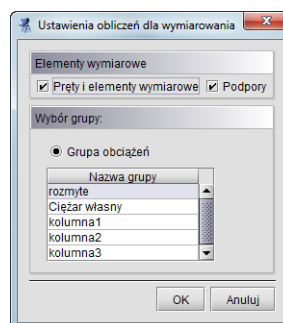 Ustawienia obliczeń dla wymiarowania
Elementy wymiarowe
Pręty i elementy wymiarowe Podpory
Wybór grupy:
Grupa obciążeń
Nazwa grupy
rozmyte
Ciężar własny
kolumna1
kolumna2
kolumna3
OK Anuluj